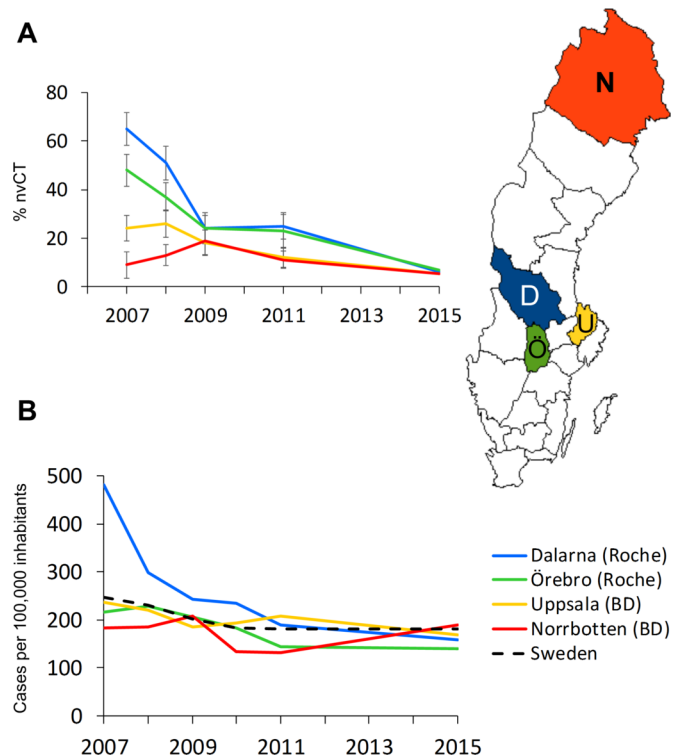 A
80
60
40
20
0
% nvCT
2007 2009 2011 2013 2015
N
D
U
Ö
B
500
400
300
200
100
0
Cases per 100,000 inhabitants
2007 2009 2011 2013 2015
Dalarna (Roche)
Örebro (Roche)
Uppsala (BD)
Norrbotten (BD)
Sweden